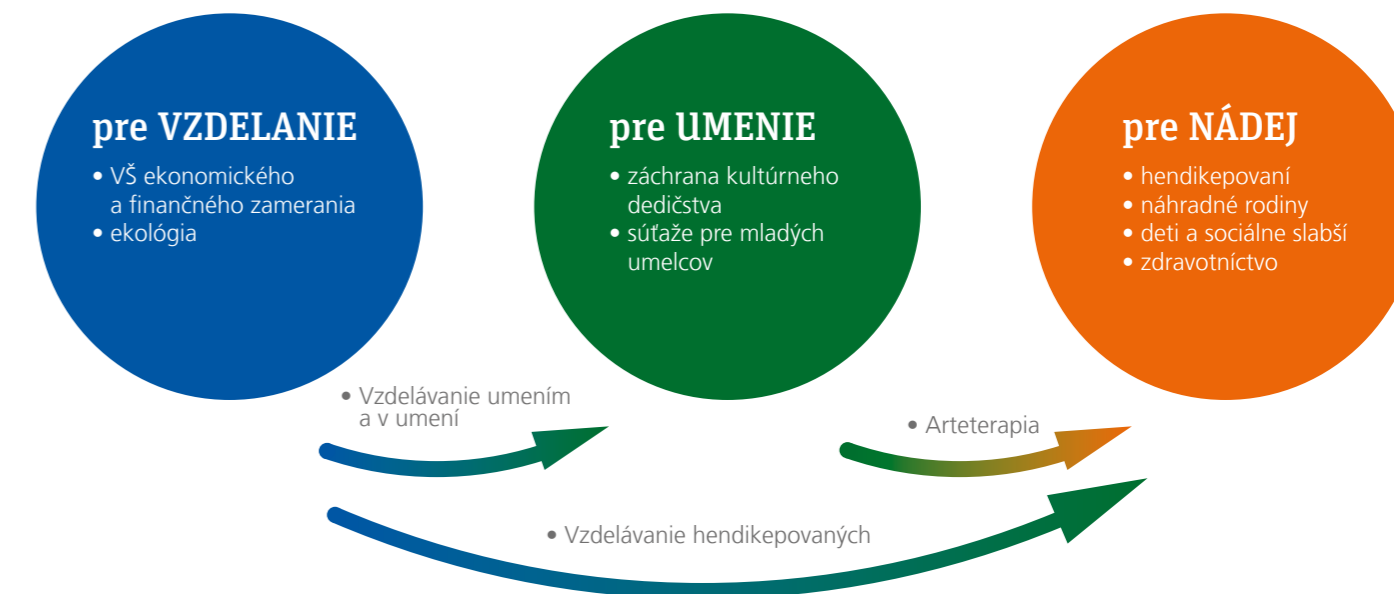 pre VZDELANIE
• VŠ ekonomického
a finančného zamerania
• ekológia
pre UMENIE
• záchrana kultúrneho
dedičstva
• súťaže pre mladých
umelcov
pre NÁDEJ
• hendikepovaní
• náhradné rodiny
• deti a sociálne slabší
• zdravotníctvo
• Vzdelávanie umením
a v umení
• Arteterapia
• Vzdelávanie hendikepovaných